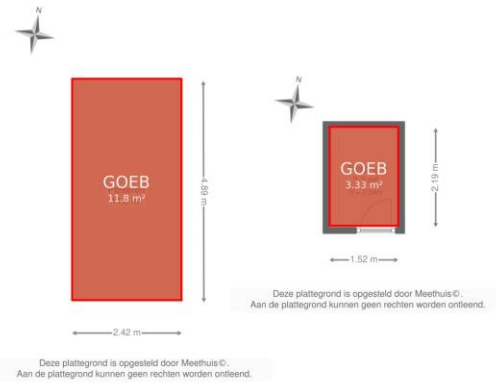 N
GOEB
11.8 m²
4.89 m
2.42 m
Deze plattegrond is opgesteld door Meethuis©.
Aan de plattegrond kunnen geen rechten worden ontleend.
N
GOEB
3.33 m²
2.19 m
1.52 m
Deze plattegrond is opgesteld door Meethuis©.
Aan de plattegrond kunnen geen rechten worden ontleend.